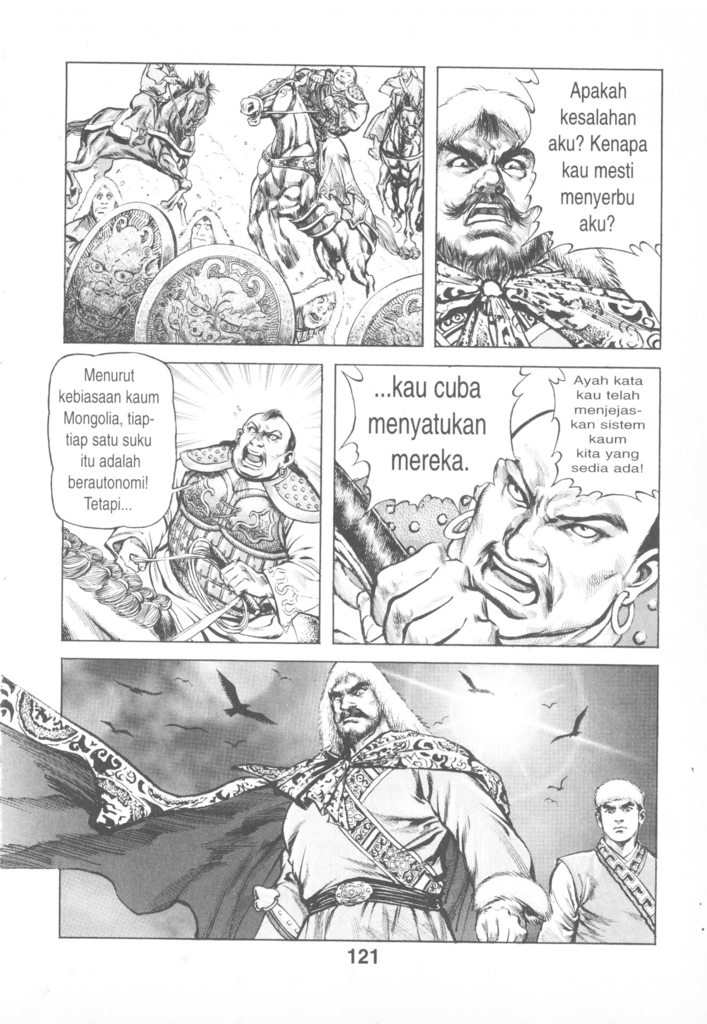 Apakah
kesalahan
aku? Kenapa
kau mesti
menyerbu
aku?
Menurut
kebiasaan kaum
Mongolia, tiap-
tiap satu suku
itu adalah
berautonomi!
Tetapi...
...kau cuba
menyatukan
mereka.
Ayah kata
kau telah
menjejas-
kan sistem
kaum
kita yang
sedia ada!
121